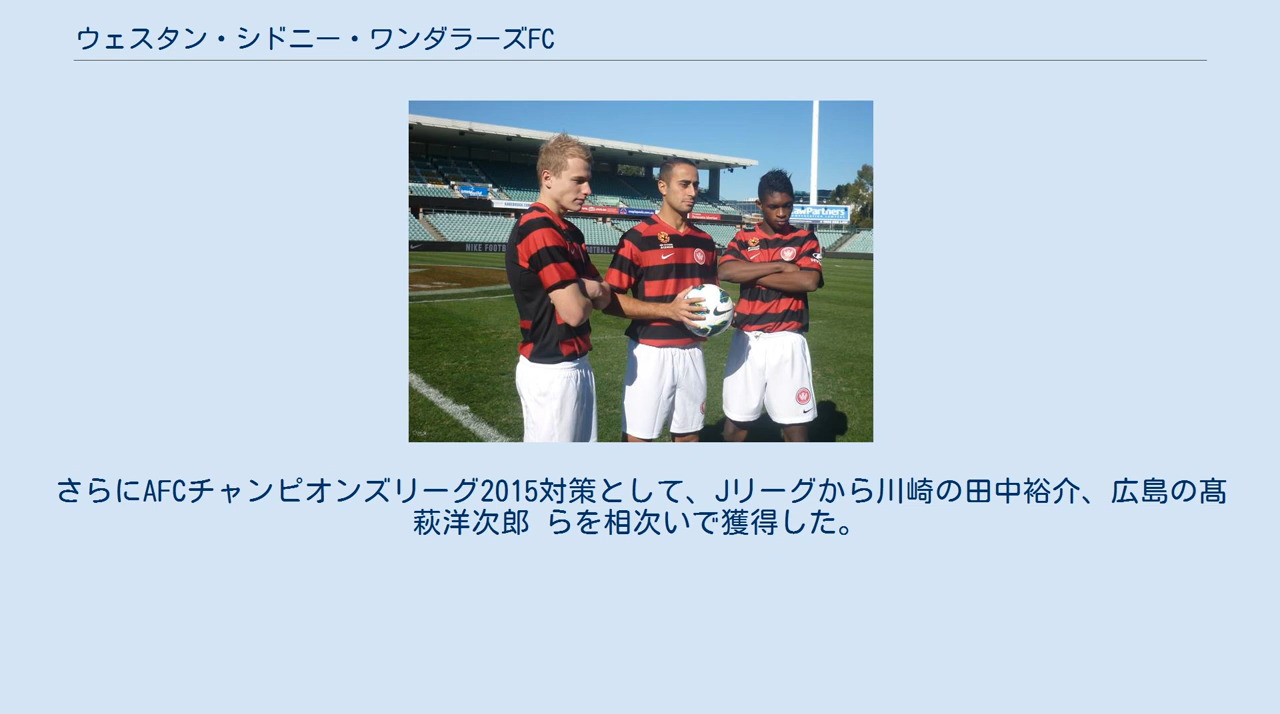 ウェスタン・シドニー・ワンダラーズFC
NIKE FOOTB
Partners
さらにAFCチャンピオンズリーグ2015対策として、Jリーグから川崎の田中裕介、広島の髙
萩洋次郎 らを相次いで獲得した。